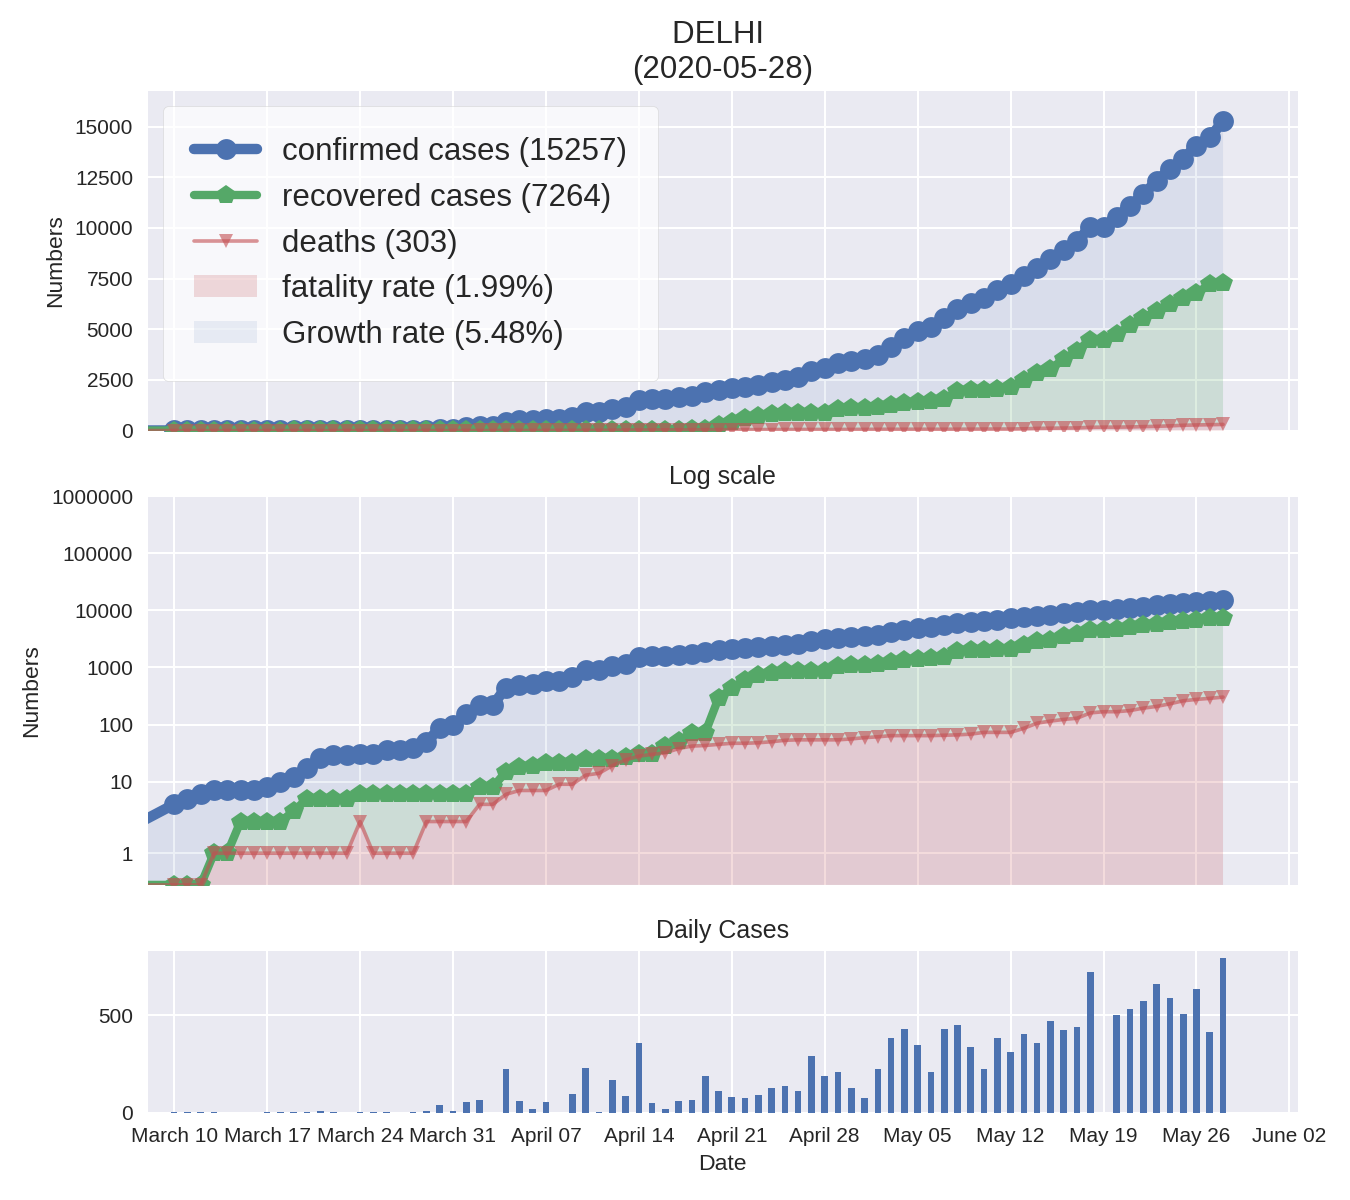 DELHI
(2020-05-28)
15000
12500
10000
7500
5000
2500
0
Numbers
confirmed cases (15257)
recovered cases (7264)
deaths (303)
fatality rate (1.99%)
Growth rate (5.48%)
Log scale
1000000
100000
10000
1000
100
10
1
Numbers
Daily Cases
500
0
March 10 March 17 March 24 March 31 April 07 April 14 April 21 April 28 May 05 May 12 May 19 May 26 June 02
Date